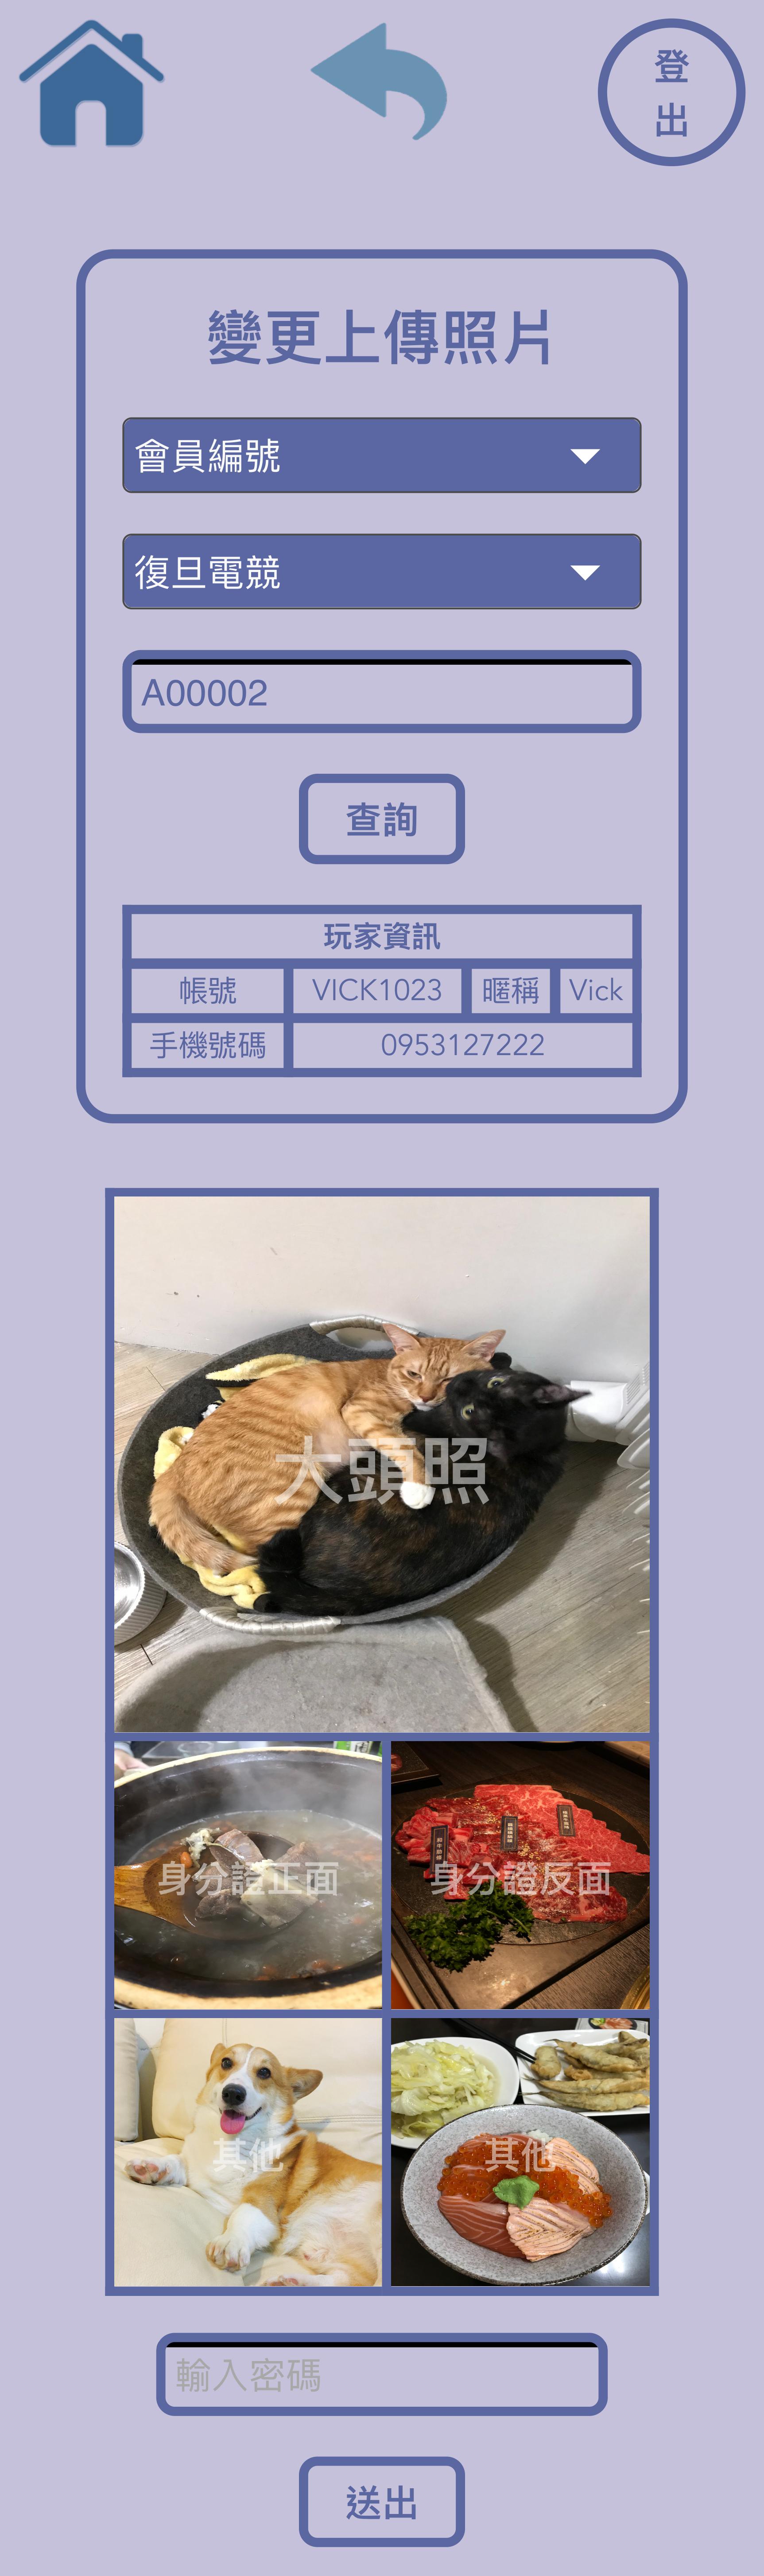 登
出
變更上傳照片
會員編號
復旦電競
A00002
查詢
玩家資訊
帳號 VICK1023 暱稱 Vick
手機號碼 0953127222
大頭照
身分證正面 身分證反面
其他 其他
輸入密碼
送出